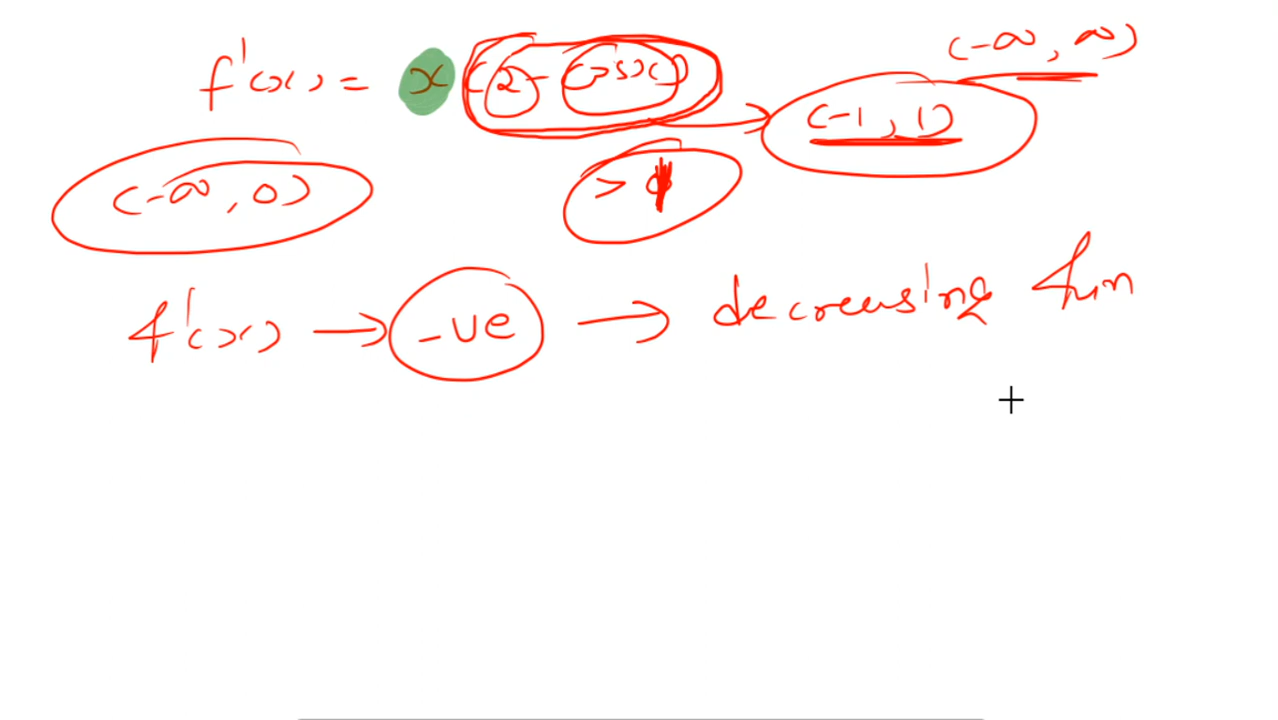 f'(x) = x (2 - cosx) (-∞, ∞)
(-1, 1)
(-∞, 0) > 0
f'(x) → -ve → decreasing fun